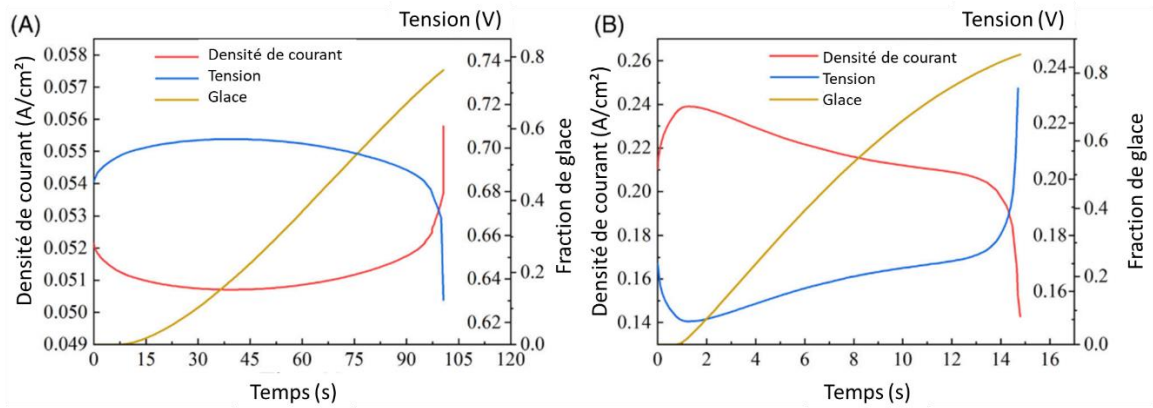 (A)
Tension (V)
Densité de courant
Tension
Glace
Densité de courant (A/cm²)
0.058
0.057
0.056
0.055
0.054
0.053
0.052
0.051
0.050
0.049
0 15 30 45 60 75 90 105 120
Temps (s)
0.74
0.72
0.70
0.68
0.66
0.64
0.62
0.8
0.6
0.4
0.2
0.0
Fraction de glace
(B)
Tension (V)
Densité de courant
Tension
Glace
Densité de courant (A/cm²)
0.26
0.24
0.22
0.20
0.18
0.16
0.14
0 2 4 6 8 10 12 14 16
Temps (s)
0.24
0.22
0.20
0.18
0.16
0.14
0.8
0.6
0.4
0.2
0.0
Fraction de glace